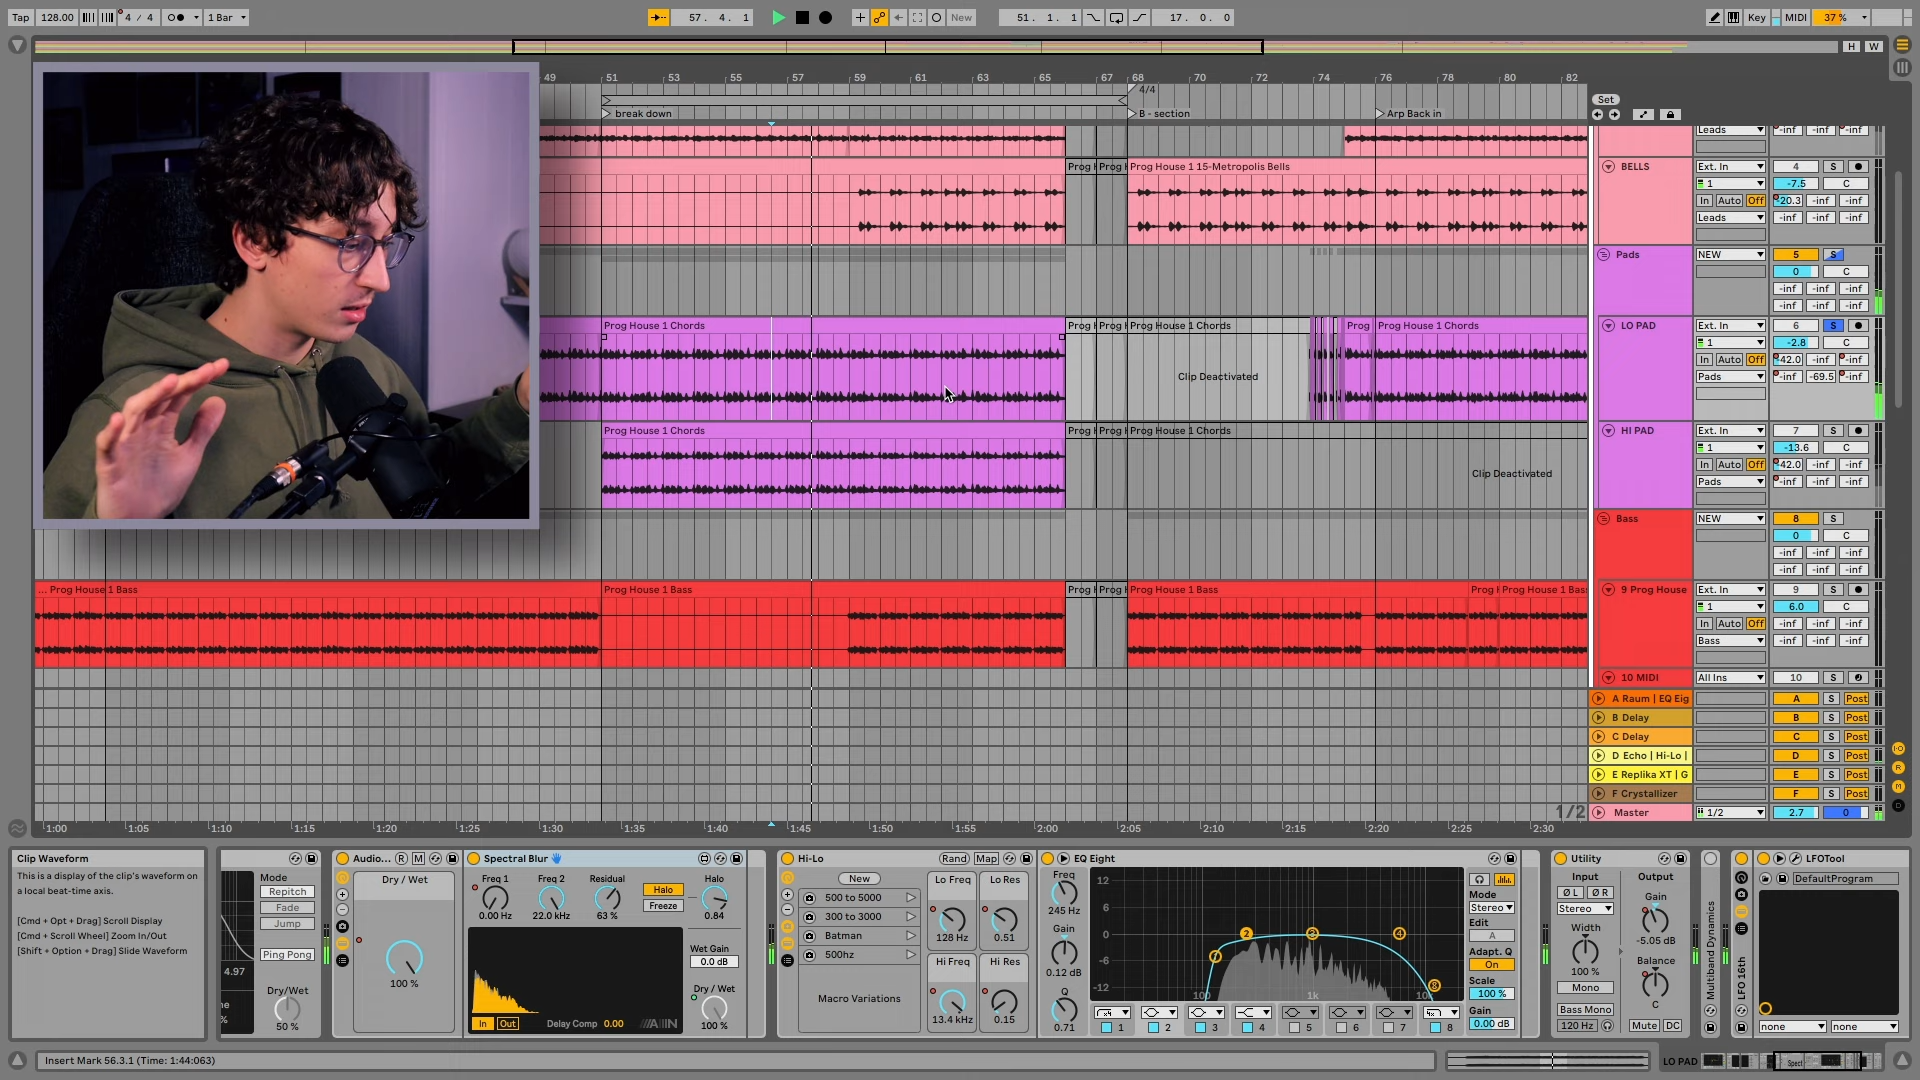 Tap 128.00 4 / 4 1 Bar 57. 4. 1 New 51. 1. 1 17. 0. 0 Key MIDI 37 %
H W
49 51 53 55 57 59 61 63 65 67 68 70 72 74 76 78 80 82
4/4
Set
break down B - section Arp Back in
Leads -inf -inf -inf
Prog House 1 15-Metropolis Bells BELLS Ext. In 4 S
1 -7.5 C
In Auto Off -20.3 -inf -inf
Leads -inf -inf -inf
Pads NEW 5 S
0 C
-inf -inf -inf
-inf -inf -inf
Prog House 1 Chords Prog House 1 Chords Prog Prog House 1 Chords LO PAD Ext. In 6 S
1 -2.8 C
In Auto Off -42.0 -inf -inf
Clip Deactivated Pads -inf -69.5 -inf
Prog House 1 Chords Prog House 1 Chords HI PAD Ext. In 7 S
1 -13.6 C
In Auto Off -42.0 -inf -inf
Clip Deactivated Pads -inf -inf -inf
Bass NEW 8 S
0 C
-inf -inf -inf
-inf -inf -inf
... Prog House 1 Bass Prog House 1 Bass Prog House 1 Bass Prog House 1 Bass 9 Prog House Ext. In 9 S
1 6.0 C
In Auto Off -inf -inf -inf
Bass -inf -inf -inf
10 MIDI All Ins 10 S
A Raum | EQ Eig A S Post
B Delay B S Post
C Delay C S Post
D Echo | Hi-Lo | D S Post
E Replika XT | G E S Post
F Crystallizer F S Post
1/2 Master 1/2 2.7 0
1:00 1:05 1:10 1:15 1:20 1:25 1:30 1:35 1:40 1:45 1:50 1:55 2:00 2:05 2:10 2:15 2:20 2:25 2:30
Clip Waveform
This is a display of the clip's waveform on
a local beat-time axis.
[Cmd + Opt + Drag] Scroll Display
[Cmd + Scroll Wheel] Zoom In/Out
[Shift + Option + Drag] Slide Waveform
Mode
Repitch
Fade
Jump
Ping Pong
4.97
Dry/Wet
50 %
Audio... R M
Dry / Wet
100 %
Spectral Blur
Freq 1 Freq 2 Residual Halo Halo
Freeze
0.00 Hz 22.0 kHz 63 % 0.84
Wet Gain
0.0 dB
Dry / Wet
100 %
In Out Delay Comp 0.00
Hi-Lo Rand Map
New
500 to 5000
300 to 3000
Batman
500hz
Macro Variations
Lo Freq Lo Res
128 Hz 0.51
Hi Freq Hi Res
13.4 kHz 0.15
EQ Eight
Freq
245 Hz
Gain
0.12 dB
Q
0.71
12
6
0
-6
-12
100 1k 10k
2 3 4
1 8
1 2 3 4 5 6 7 8
Mode
Stereo
Edit
A
Adapt. Q
On
Scale
100 %
Gain
0.00 dB
Utility
Input Output
Ø L Ø R Gain
Stereo
Width -5.05 dB
100 % Balance
Mono
Bass Mono C
120 Hz Mute DC
Multiband Dynamics
LFO 16th
LFOTool
DefaultProgram
none none
Insert Mark 56.3.1 (Time: 1:44:063)
LO PAD